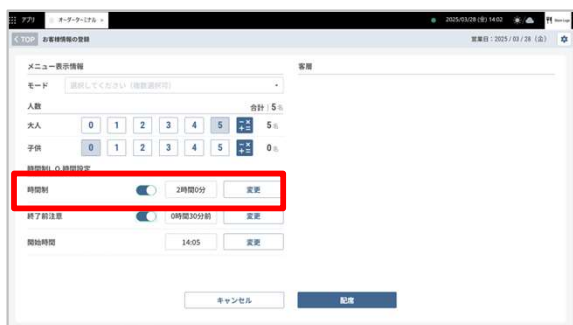 アプリ オーダーターミナル 2025/03/28 (金) 14:02
< TOP お客様情報の登録 営業日 : 2025 / 03 / 28 (金)
メニュー表示情報 客層
モード 選択してください (複数選択可)
人数 合計 5 名
大人 0 1 2 3 4 5 5 名
子供 0 1 2 3 4 5 0 名
時間制L.O.時間設定
時間制 2時間0分 変更
終了前注意 0時間30分前 変更
開始時間 14:05 変更
キャンセル 配席